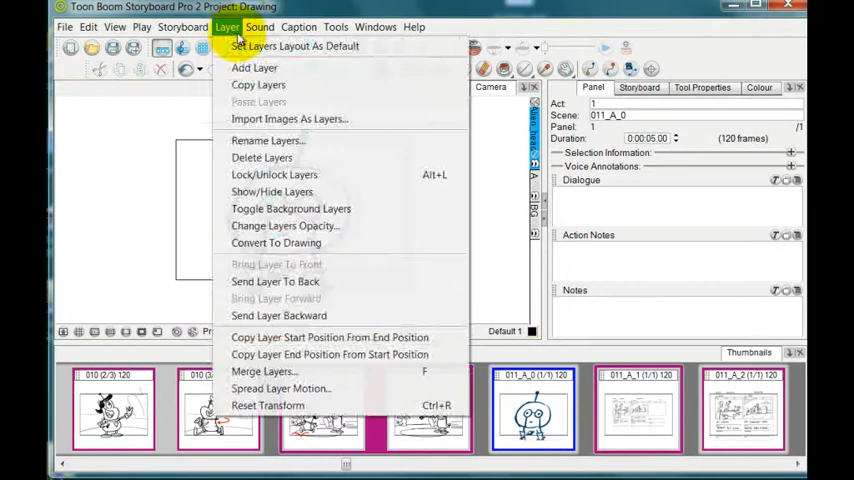 Toon Boom Storyboard Pro 2 Project: Drawing
File Edit View Play Storyboard Layer Sound Caption Tools Windows Help
Set Layers Layout As Default
Add Layer
Copy Layers
Paste Layers
Import Images As Layers...
Rename Layers...
Delete Layers
Lock/Unlock Layers Alt+L
Show/Hide Layers
Toggle Background Layers
Change Layers Opacity...
Convert To Drawing
Bring Layer To Front
Send Layer To Back
Bring Layer Forward
Send Layer Backward
Copy Layer Start Position From End Position
Copy Layer End Position From Start Position
Merge Layers... F
Spread Layer Motion...
Reset Transform Ctrl+R
Camera
Alien_head
A
BG
Default 1
Panel Storyboard Tool Properties Colour
Act: 1
Scene: 011_A_0
Panel: 1 /1
Duration: 0:00:05.00 (120 frames)
Selection Information:
Voice Annotations:
Dialogue
Action Notes
Notes
Thumbnails
010 (2/3) 120
011_A_0 (1/1) 120
011_A_1 (1/1) 120
011_A_2 (1/1) 120